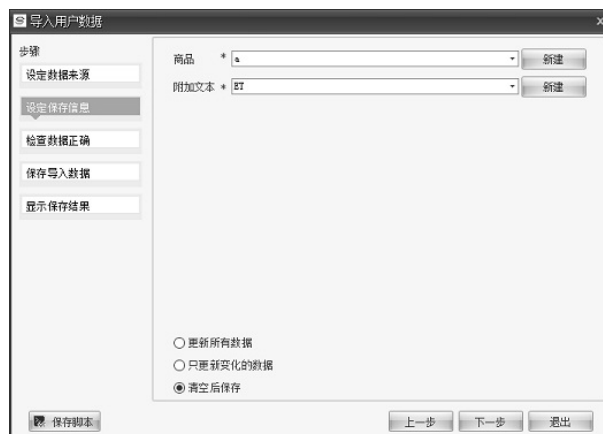 导入用户数据
步骤
设定数据来源
设定保存信息
检查数据正确
保存导入数据
显示保存结果
商品 * a 新建
附加文本 * BT 新建
更新所有数据
只更新变化的数据
清空后保存
保存脚本 上一步 下一步 退出